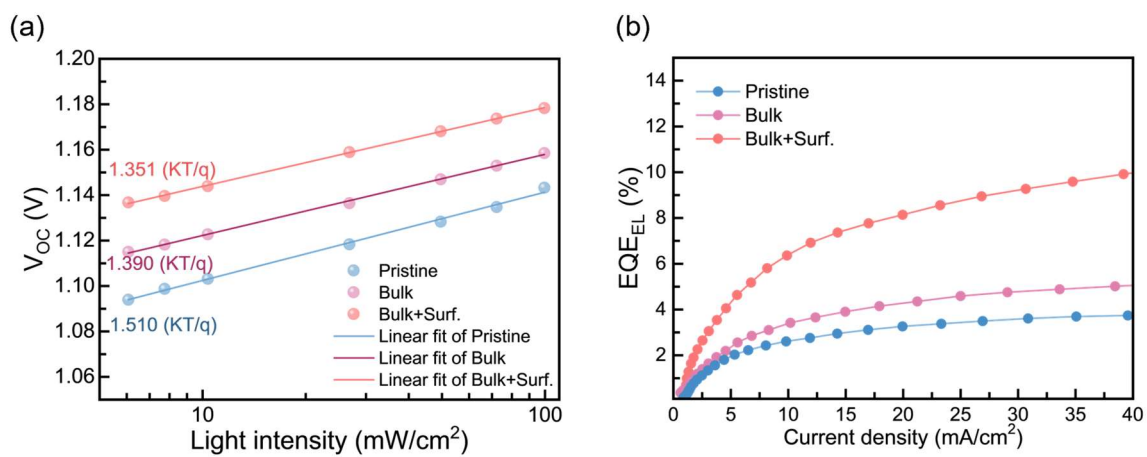 (a)
1.20
1.18
1.16
1.14
1.12
1.10
1.08
1.06
V_OC (V)
1.351 (KT/q)
1.390 (KT/q)
1.510 (KT/q)
Pristine
Bulk
Bulk+Surf.
Linear fit of Pristine
Linear fit of Bulk
Linear fit of Bulk+Surf.
10
100
Light intensity (mW/cm²)
(b)
14
12
10
8
6
4
2
EQE_EL (%)
Pristine
Bulk
Bulk+Surf.
0 5 10 15 20 25 30 35 40
Current density (mA/cm²)